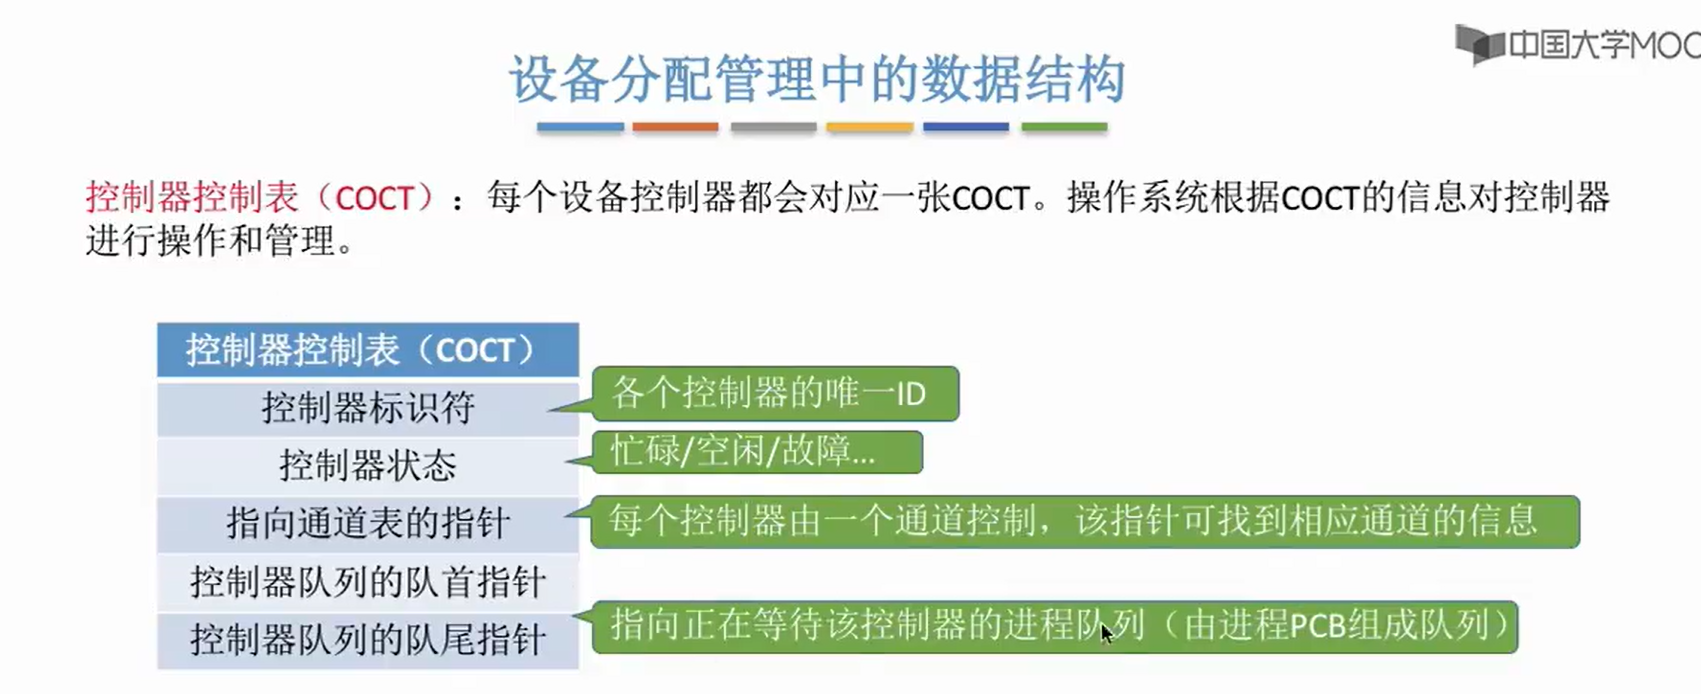 中国大学MOO
设备分配管理中的数据结构
控制器控制表（COCT）：每个设备控制器都会对应一张COCT。操作系统根据COCT的信息对控制器
进行操作和管理。
控制器控制表（COCT）
控制器标识符
各个控制器的唯一ID
控制器状态
忙碌/空闲/故障...
指向通道表的指针
每个控制器由一个通道控制，该指针可找到相应通道的信息
控制器队列的队首指针
控制器队列的队尾指针
指向正在等待该控制器的进程队列（由进程PCB组成队列）